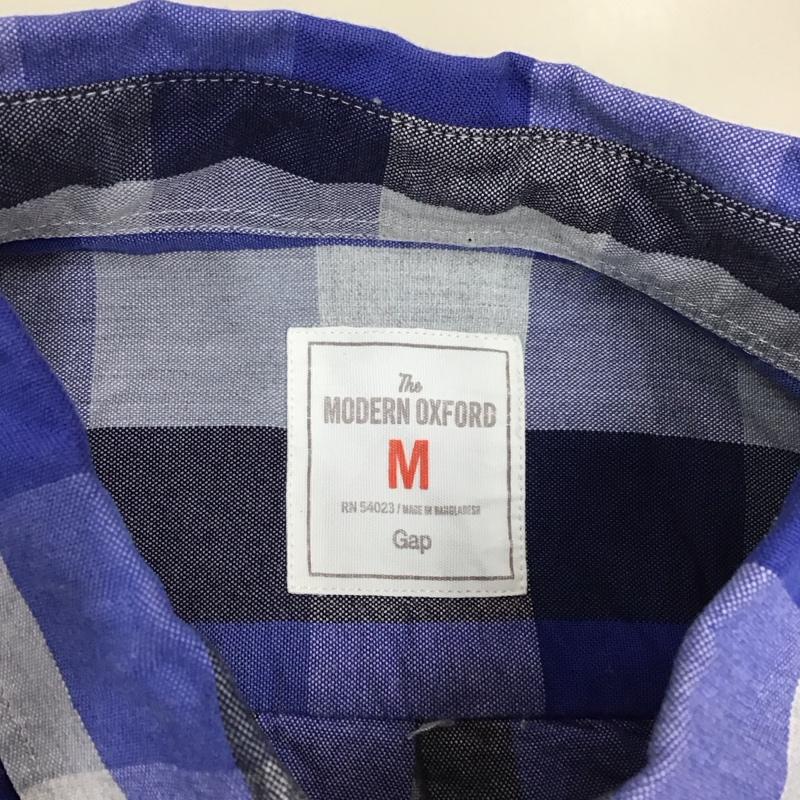 The
MODERN OXFORD
M
RN 54023 / MADE IN BANGLADESH
Gap